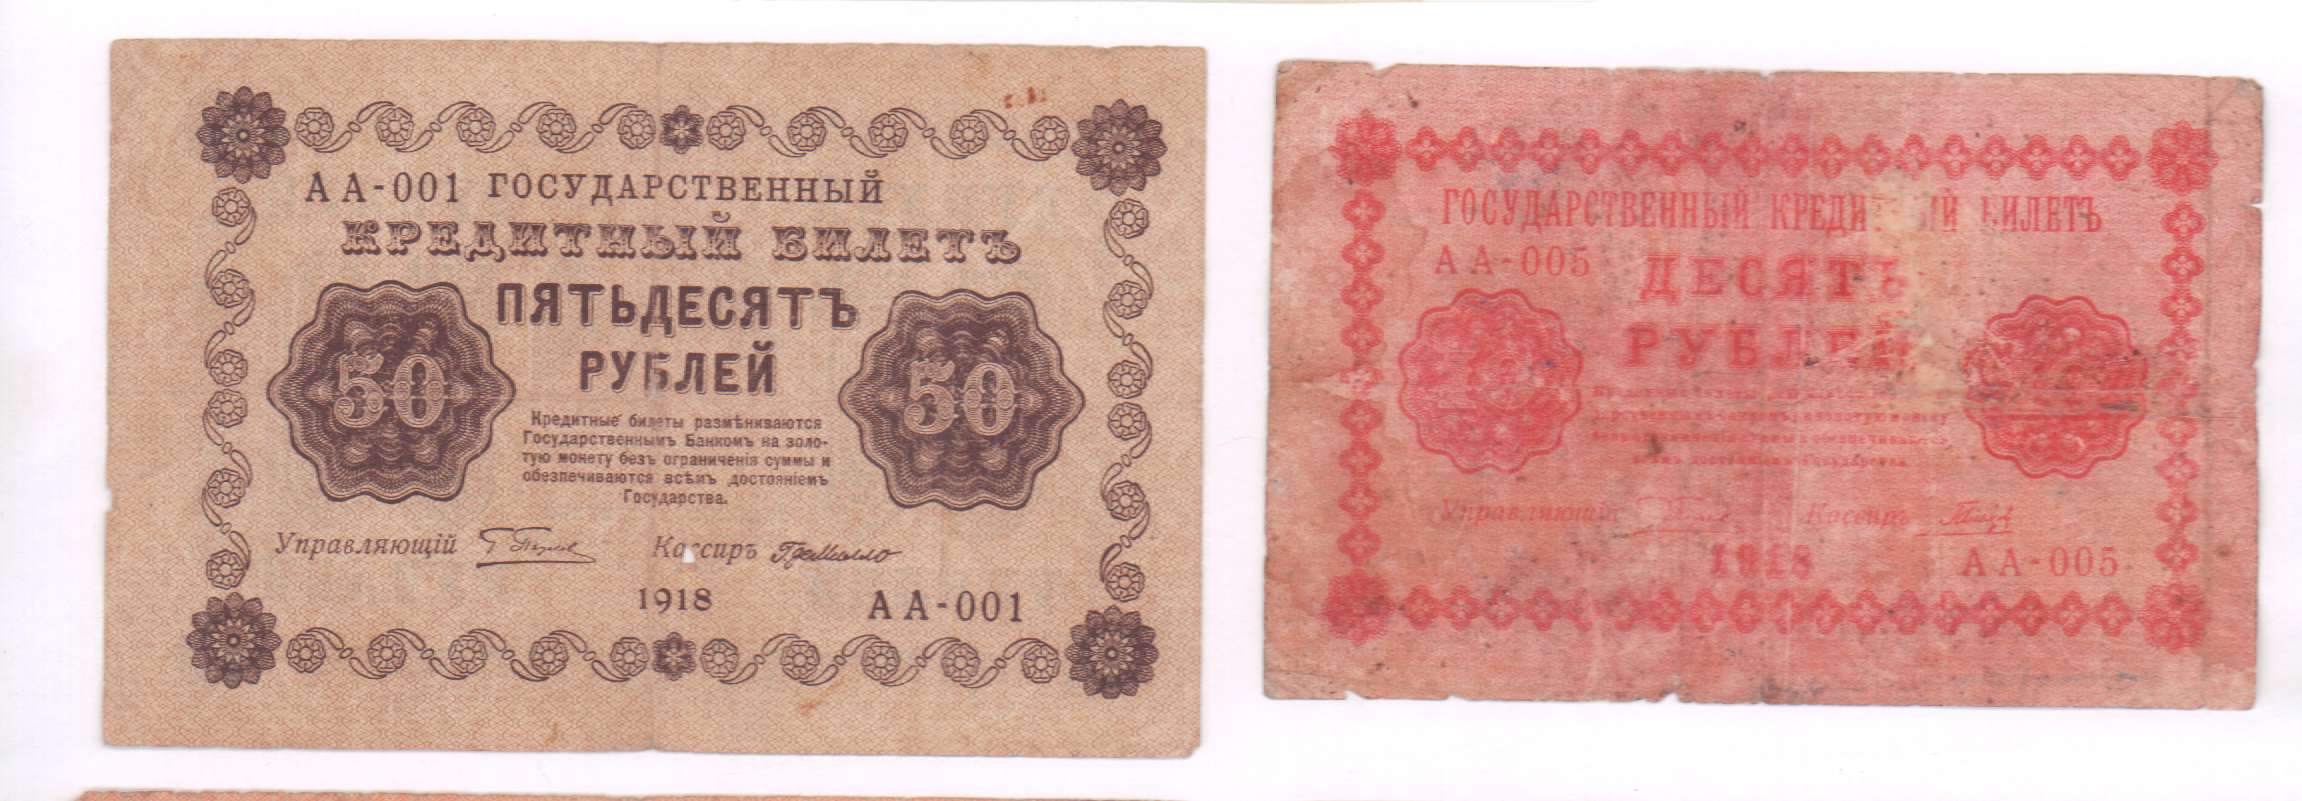 АА-001 ГОСУДАРСТВЕННЫЙ
КРЕДИТНЫЙ БИЛЕТЪ
ПЯТЬДЕСЯТЪ
РУБЛЕЙ
50
50
Кредитные билеты размѣниваются
Государственнымъ Банкомъ на золо-
тую монету безъ ограниченія суммы и
обезпечиваются всѣмъ достояніемъ
Государства.
Управляющій
Кассиръ
1918
АА-001
ГОСУДАРСТВЕННЫЙ БИЛЕТЪ
АА-005
ДЕСЯТЪ
РУБЛЕЙ
Управляющій
Кассиръ
1918
АА-005